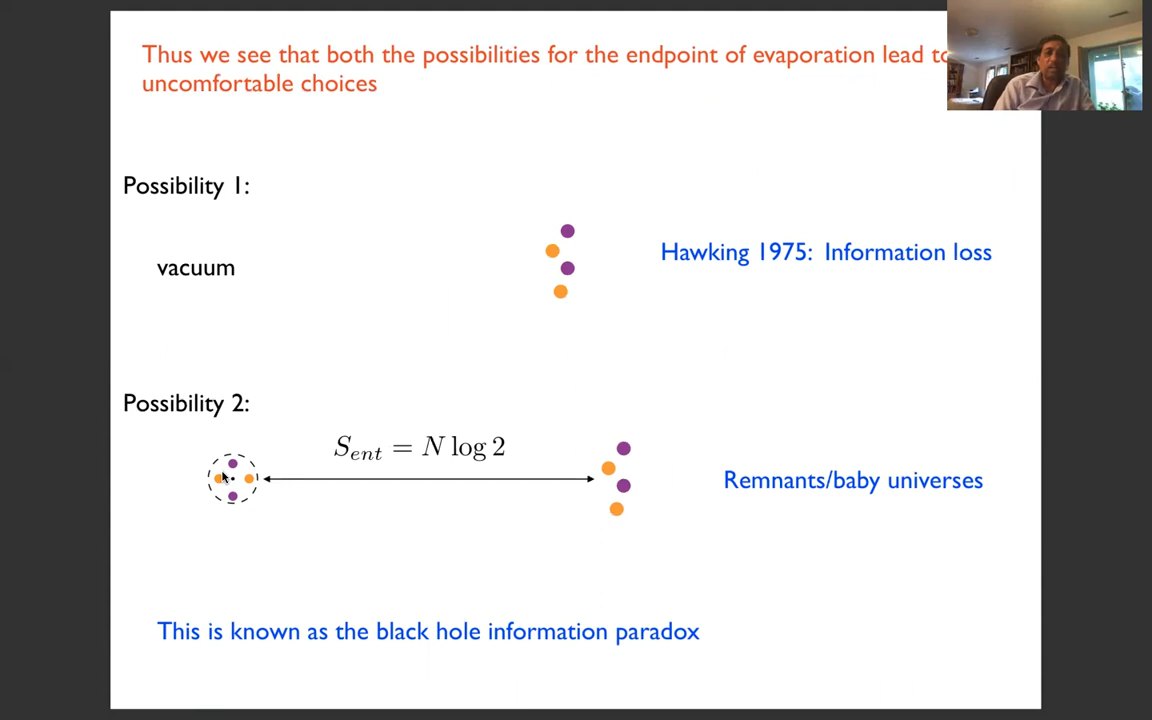 Thus we see that both the possibilities for the endpoint of evaporation lead to
uncomfortable choices
Possibility 1:
vacuum
Hawking 1975: Information loss
Possibility 2:
S_{ent} = N log 2
Remnants/baby universes
This is known as the black hole information paradox